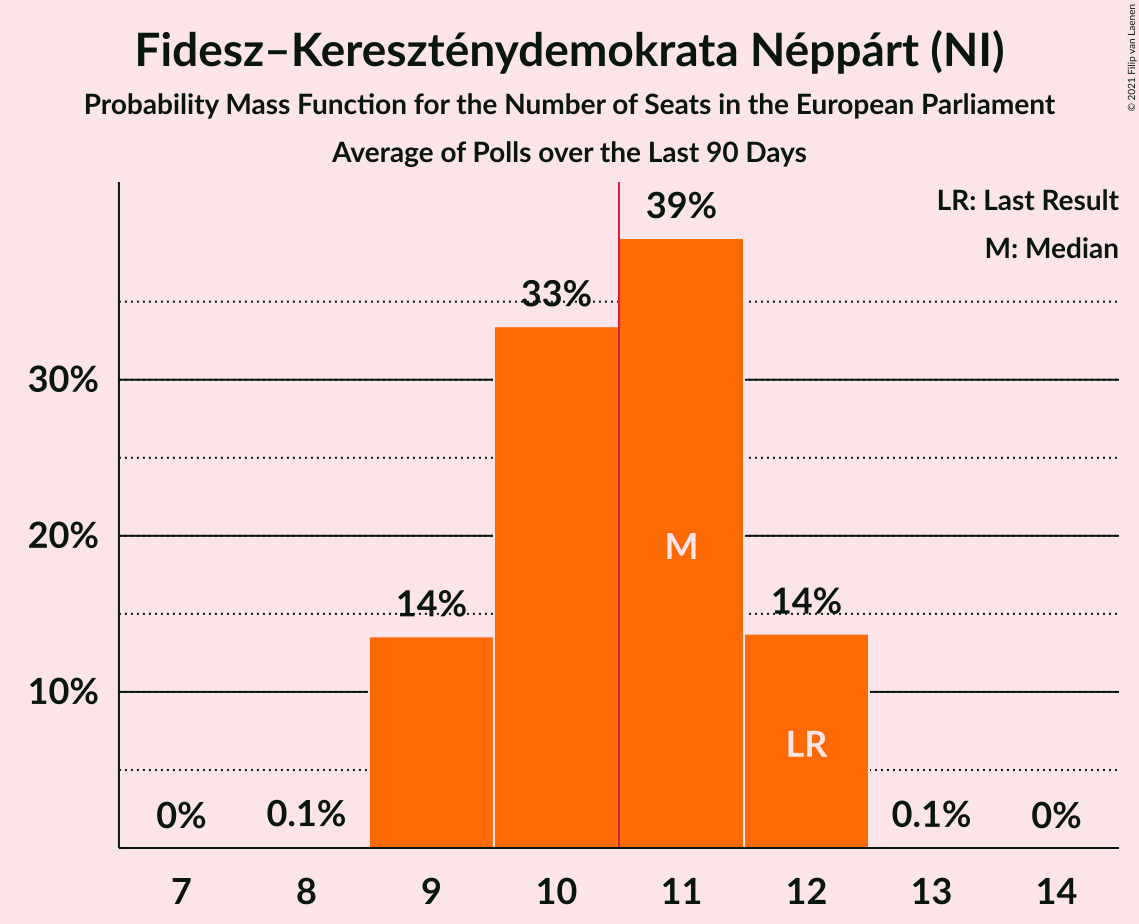 Fidesz–Kereszténydemokrata Néppárt (NI)
Probability Mass Function for the Number of Seats in the European Parliament
Average of Polls over the Last 90 Days
© 2021 Filip van Laenen
LR: Last Result
M: Median
39%
33%
30%
20%
M
14%
14%
10%
LR
0%
0.1%
0.1%
0%
7
8
9
10
11
12
13
14